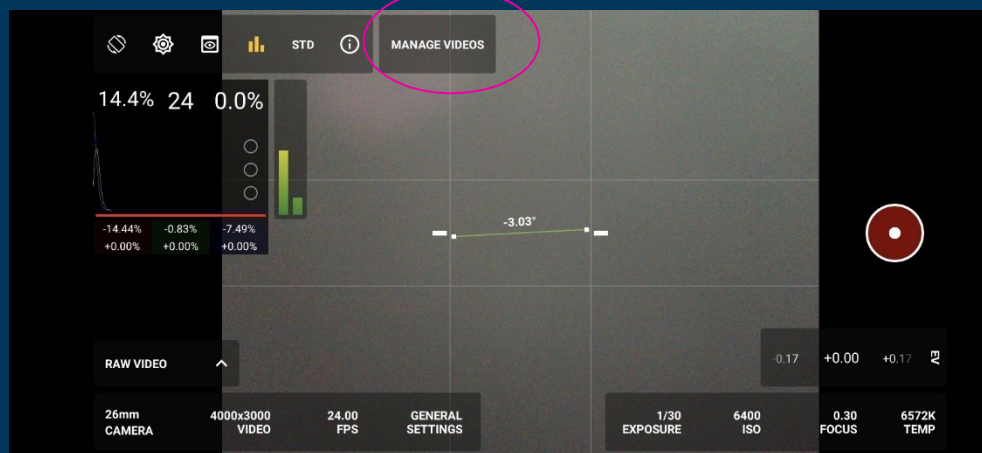 STD
MANAGE VIDEOS
14.4% 24 0.0%
-14.44% -0.83% -7.49%
+0.00% +0.00% +0.00%
-3.03°
RAW VIDEO
-0.17 +0.00 +0.17 EV
26mm 4000x3000 24.00 GENERAL
CAMERA VIDEO FPS SETTINGS
1/30 6400 0.30 6572K
EXPOSURE ISO FOCUS TEMP